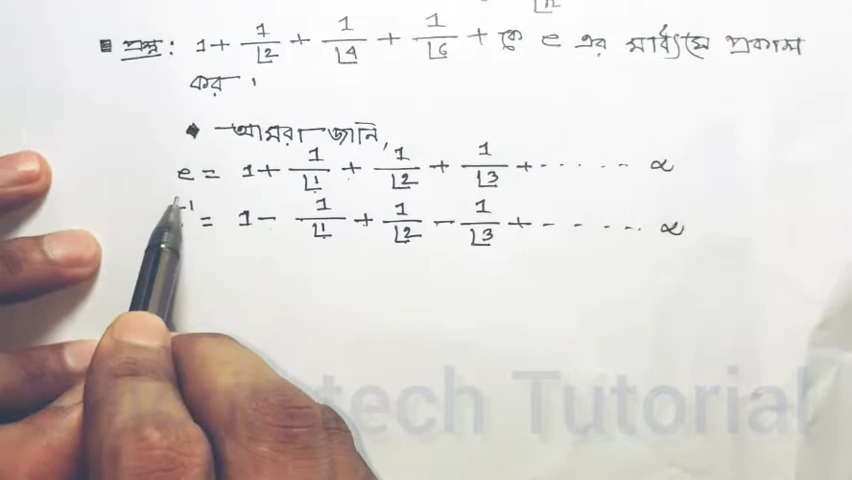 ■ প্রশ্ন : 1 + 1/⌊2 + 1/⌊4 + 1/⌊6 + কে e এর মাধ্যমে প্রকাশ
কর ।
◆ আমরা জানি,
e = 1 + 1/⌊1 + 1/⌊2 + 1/⌊3 + ...... ∝
⁻¹ = 1 - 1/⌊1 + 1/⌊2 - 1/⌊3 + ...... ∝
tech Tutorial